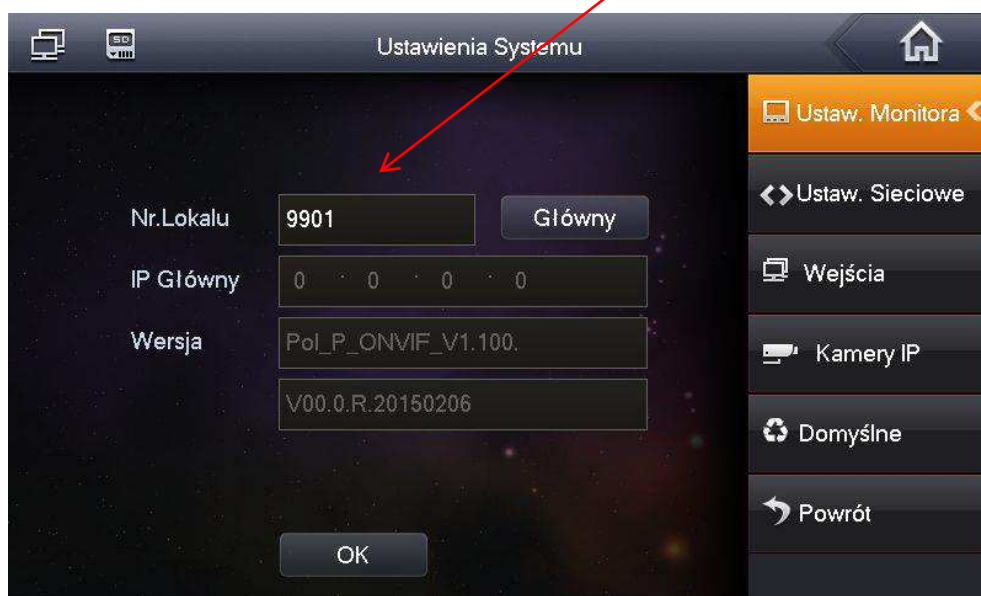 SD
Ustawienia Systemu
Ustaw. Monitora
Nr.Lokalu 9901 Główny
Ustaw. Sieciowe
IP Główny 0 0 0 0
Wejścia
Wersja Pol_P_ONVIF_V1.100.
Kamery IP
V00.0.R.20150206
Domyślne
Powrót
OK